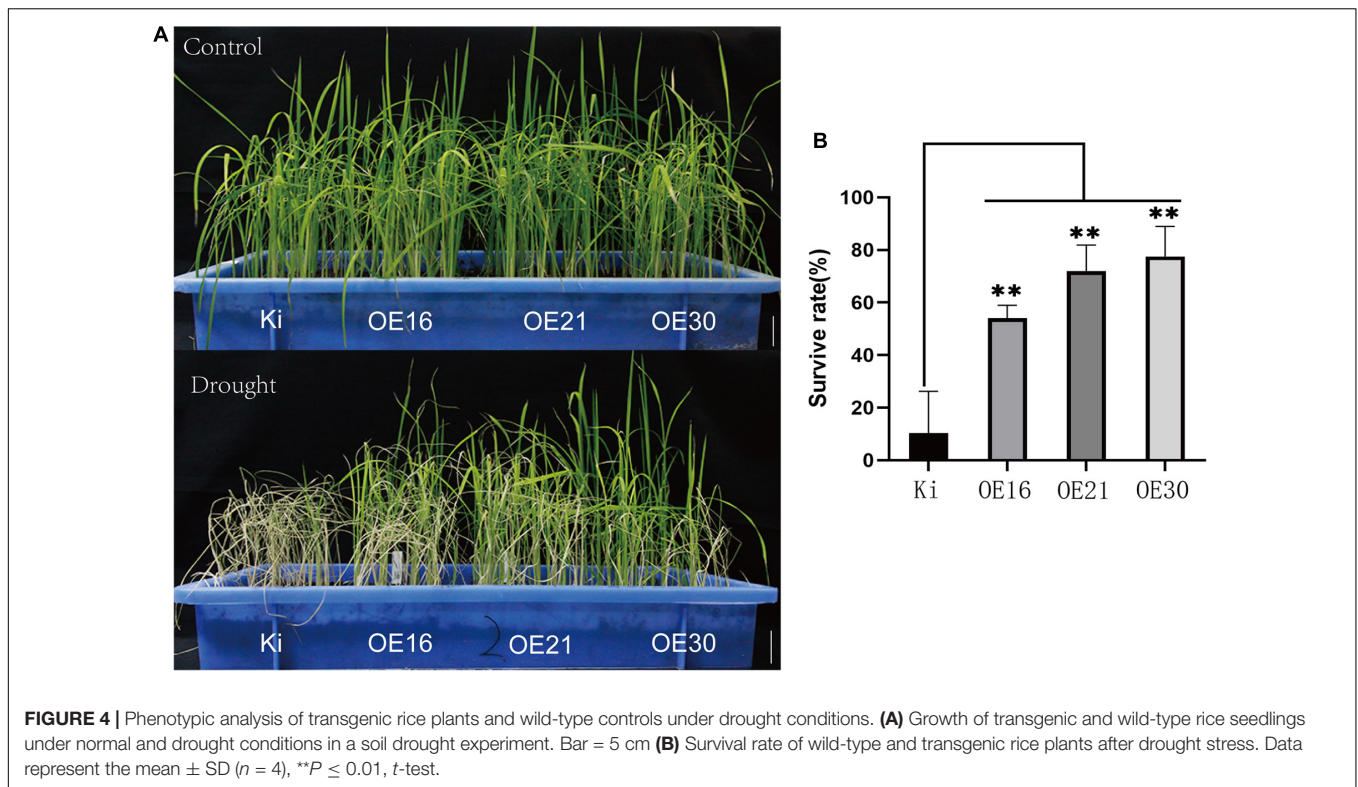 A
Control
Ki OE16 OE21 OE30
Drought
Ki OE16 2 OE21 OE30
B
Survive rate(%)
100
80
60
40
20
0
** ** **
Ki OE16 OE21 OE30
FIGURE 4 | Phenotypic analysis of transgenic rice plants and wild-type controls under drought conditions. (A) Growth of transgenic and wild-type rice seedlings
under normal and drought conditions in a soil drought experiment. Bar = 5 cm (B) Survival rate of wild-type and transgenic rice plants after drought stress. Data
represent the mean ± SD (n = 4), **P ≤ 0.01, t-test.